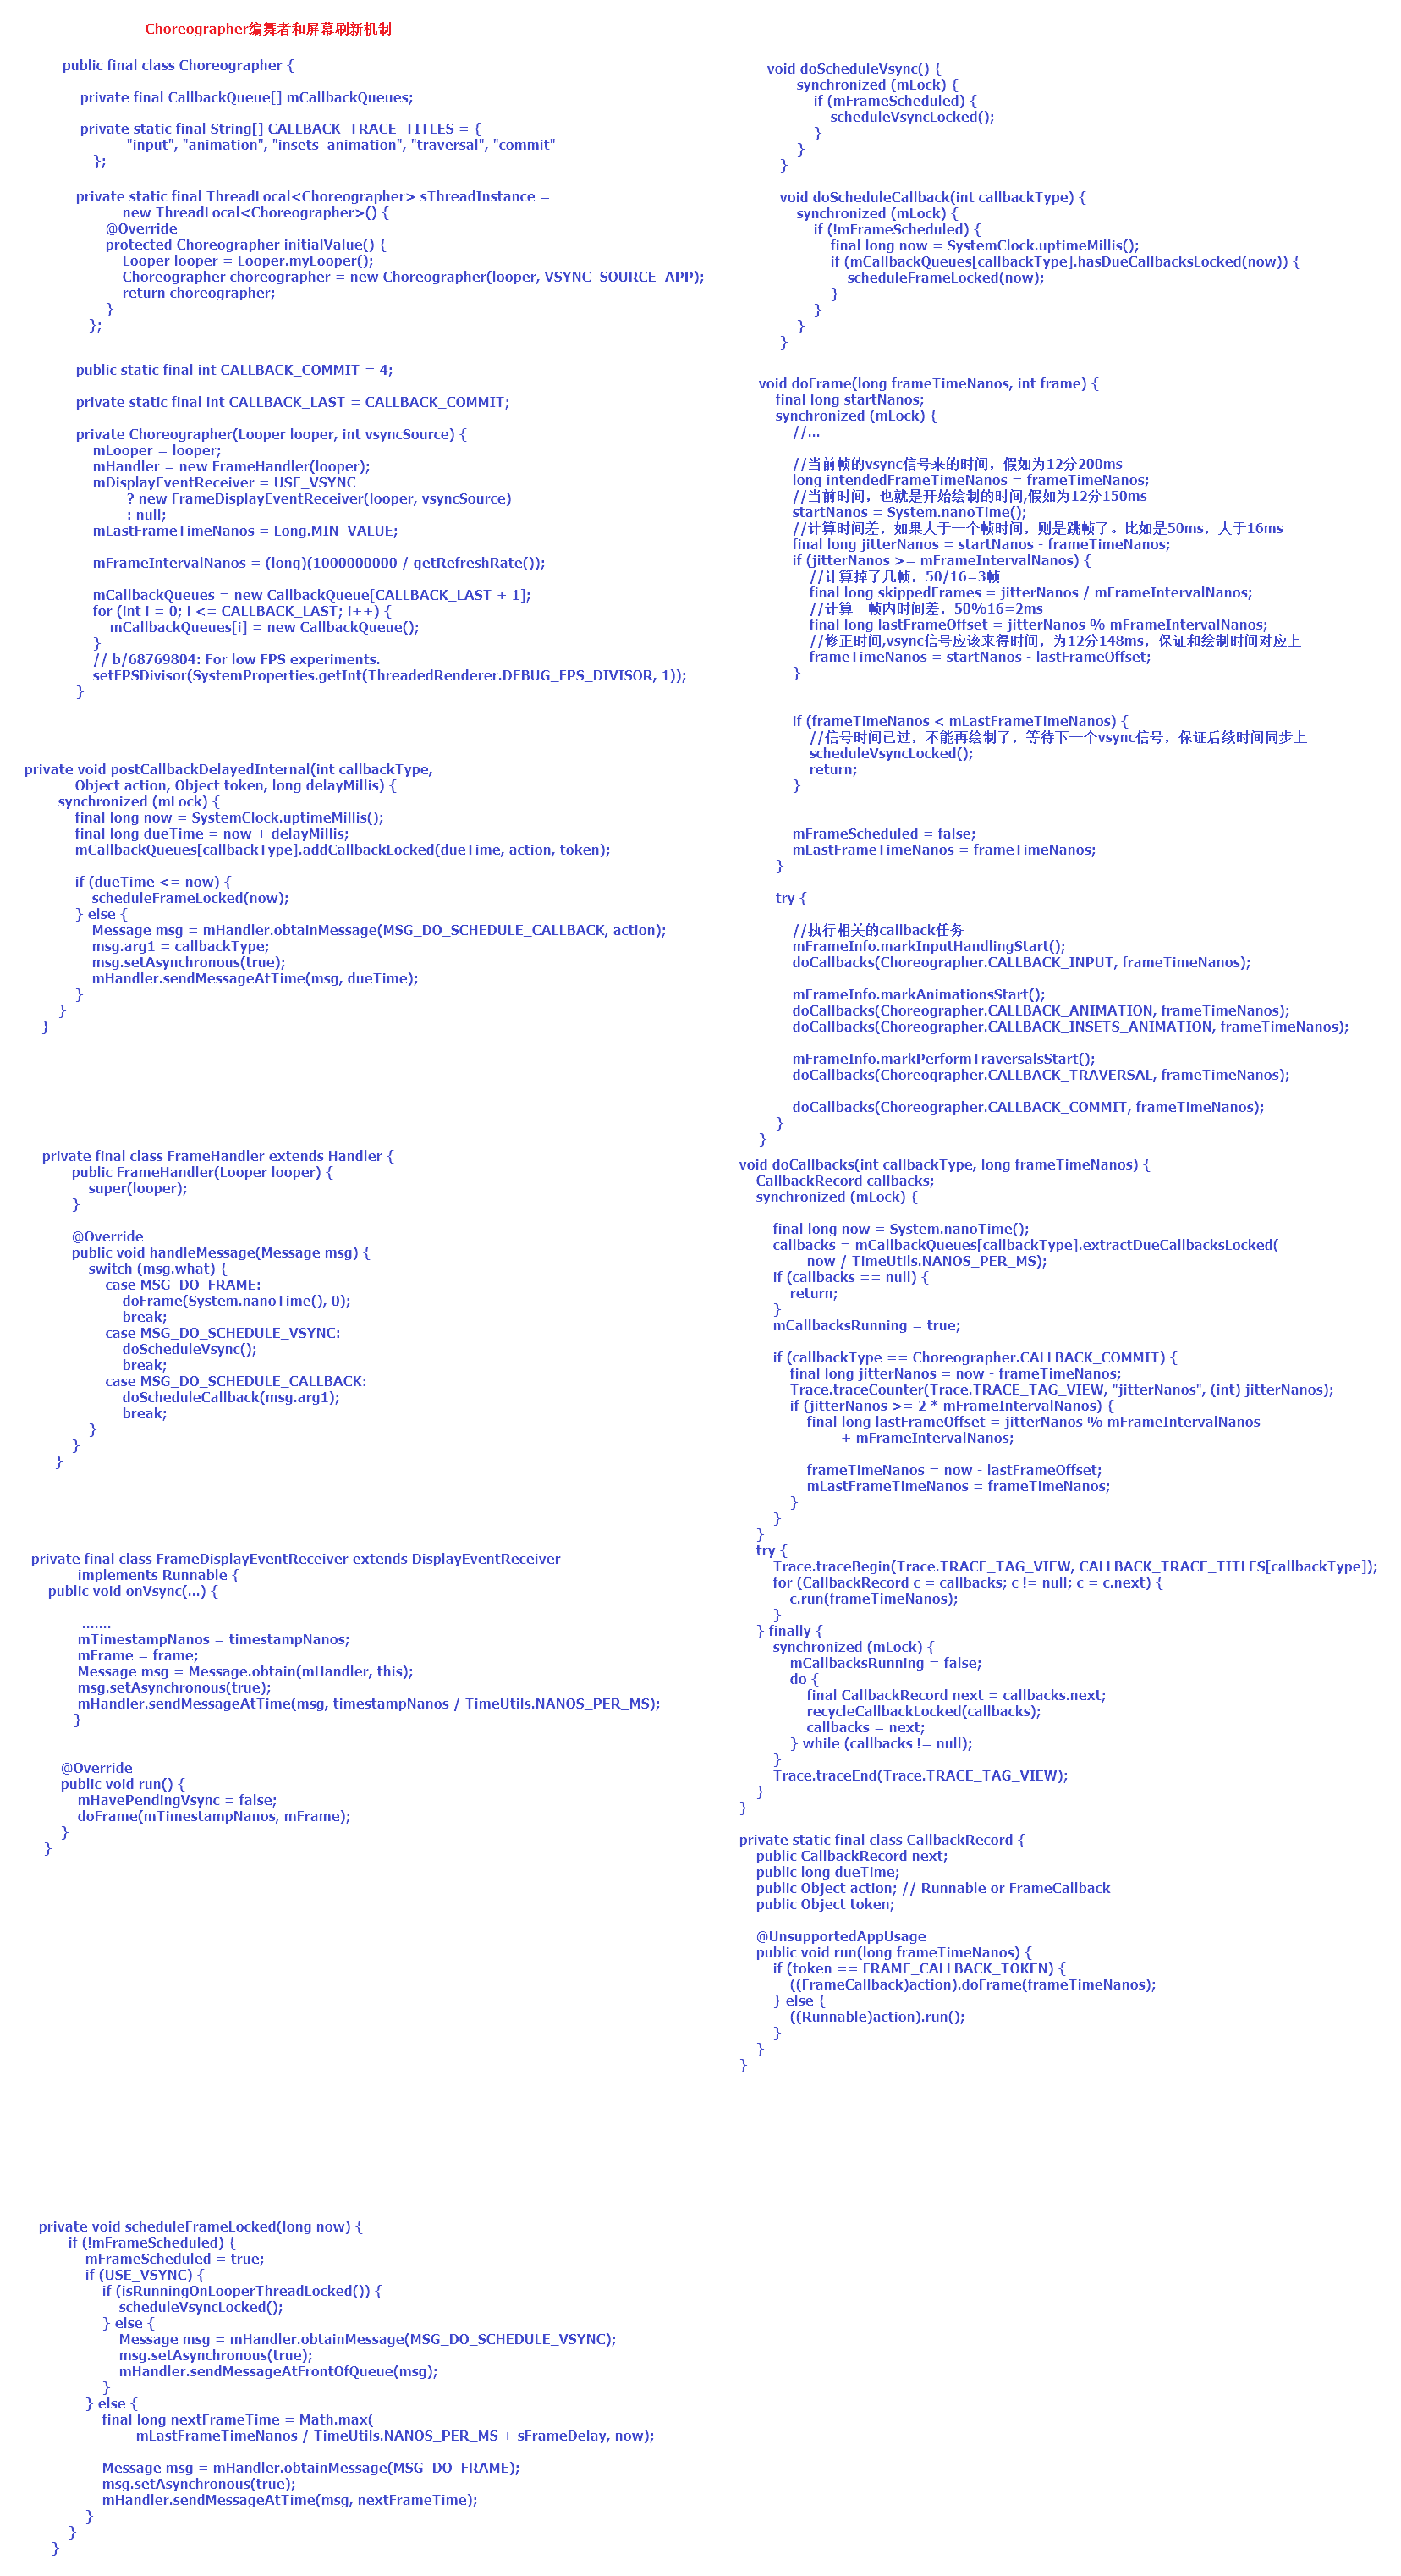 Choreographer编舞者和屏幕刷新机制
public final class Choreographer {
private final CallbackQueue[] mCallbackQueues;
private static final String[] CALLBACK_TRACE_TITLES = {
"input", "animation", "insets_animation", "traversal", "commit"
};
private static final ThreadLocal<Choreographer> sThreadInstance =
new ThreadLocal<Choreographer>() {
@Override
protected Choreographer initialValue() {
Looper looper = Looper.myLooper();
Choreographer choreographer = new Choreographer(looper, VSYNC_SOURCE_APP);
return choreographer;
}
};
public static final int CALLBACK_COMMIT = 4;
private static final int CALLBACK_LAST = CALLBACK_COMMIT;
private Choreographer(Looper looper, int vsyncSource) {
mLooper = looper;
mHandler = new FrameHandler(looper);
mDisplayEventReceiver = USE_VSYNC
? new FrameDisplayEventReceiver(looper, vsyncSource)
: null;
mLastFrameTimeNanos = Long.MIN_VALUE;
mFrameIntervalNanos = (long)(1000000000 / getRefreshRate());
mCallbackQueues = new CallbackQueue[CALLBACK_LAST + 1];
for (int i = 0; i <= CALLBACK_LAST; i++) {
mCallbackQueues[i] = new CallbackQueue();
}
// b/68769804: For low FPS experiments.
setFPSDivisor(SystemProperties.getInt(ThreadedRenderer.DEBUG_FPS_DIVISOR, 1));
}
private void postCallbackDelayedInternal(int callbackType,
Object action, Object token, long delayMillis) {
synchronized (mLock) {
final long now = SystemClock.uptimeMillis();
final long dueTime = now + delayMillis;
mCallbackQueues[callbackType].addCallbackLocked(dueTime, action, token);
if (dueTime <= now) {
scheduleFrameLocked(now);
} else {
Message msg = mHandler.obtainMessage(MSG_DO_SCHEDULE_CALLBACK, action);
msg.arg1 = callbackType;
msg.setAsynchronous(true);
mHandler.sendMessageAtTime(msg, dueTime);
}
}
}
private final class FrameHandler extends Handler {
public FrameHandler(Looper looper) {
super(looper);
}
@Override
public void handleMessage(Message msg) {
switch (msg.what) {
case MSG_DO_FRAME:
doFrame(System.nanoTime(), 0);
break;
case MSG_DO_SCHEDULE_VSYNC:
doScheduleVsync();
break;
case MSG_DO_SCHEDULE_CALLBACK:
doScheduleCallback(msg.arg1);
break;
}
}
}
private final class FrameDisplayEventReceiver extends DisplayEventReceiver
implements Runnable {
public void onVsync(...) {
.......
mTimestampNanos = timestampNanos;
mFrame = frame;
Message msg = Message.obtain(mHandler, this);
msg.setAsynchronous(true);
mHandler.sendMessageAtTime(msg, timestampNanos / TimeUtils.NANOS_PER_MS);
}
@Override
public void run() {
mHavePendingVsync = false;
doFrame(mTimestampNanos, mFrame);
}
}
private void scheduleFrameLocked(long now) {
if (!mFrameScheduled) {
mFrameScheduled = true;
if (USE_VSYNC) {
if (isRunningOnLooperThreadLocked()) {
scheduleVsyncLocked();
} else {
Message msg = mHandler.obtainMessage(MSG_DO_SCHEDULE_VSYNC);
msg.setAsynchronous(true);
mHandler.sendMessageAtFrontOfQueue(msg);
}
} else {
final long nextFrameTime = Math.max(
mLastFrameTimeNanos / TimeUtils.NANOS_PER_MS + sFrameDelay, now);
Message msg = mHandler.obtainMessage(MSG_DO_FRAME);
msg.setAsynchronous(true);
mHandler.sendMessageAtTime(msg, nextFrameTime);
}
}
}
void doScheduleVsync() {
synchronized (mLock) {
if (mFrameScheduled) {
scheduleVsyncLocked();
}
}
}
void doScheduleCallback(int callbackType) {
synchronized (mLock) {
if (!mFrameScheduled) {
final long now = SystemClock.uptimeMillis();
if (mCallbackQueues[callbackType].hasDueCallbacksLocked(now)) {
scheduleFrameLocked(now);
}
}
}
}
void doFrame(long frameTimeNanos, int frame) {
final long startNanos;
synchronized (mLock) {
//...
//当前帧的vsync信号来的时间，假如为12分200ms
long intendedFrameTimeNanos = frameTimeNanos;
//当前时间，也就是开始绘制的时间,假如为12分150ms
startNanos = System.nanoTime();
//计算时间差，如果大于一个帧时间，则是跳帧了。比如是50ms，大于16ms
final long jitterNanos = startNanos - frameTimeNanos;
if (jitterNanos >= mFrameIntervalNanos) {
//计算掉了几帧，50/16=3帧
final long skippedFrames = jitterNanos / mFrameIntervalNanos;
//计算一帧内时间差，50%16=2ms
final long lastFrameOffset = jitterNanos % mFrameIntervalNanos;
//修正时间,vsync信号应该来得时间，为12分148ms，保证和绘制时间对应上
frameTimeNanos = startNanos - lastFrameOffset;
}
if (frameTimeNanos < mLastFrameTimeNanos) {
//信号时间已过，不能再绘制了，等待下一个vsync信号，保证后续时间同步上
scheduleVsyncLocked();
return;
}
mFrameScheduled = false;
mLastFrameTimeNanos = frameTimeNanos;
}
try {
//执行相关的callback任务
mFrameInfo.markInputHandlingStart();
doCallbacks(Choreographer.CALLBACK_INPUT, frameTimeNanos);
mFrameInfo.markAnimationsStart();
doCallbacks(Choreographer.CALLBACK_ANIMATION, frameTimeNanos);
doCallbacks(Choreographer.CALLBACK_INSETS_ANIMATION, frameTimeNanos);
mFrameInfo.markPerformTraversalsStart();
doCallbacks(Choreographer.CALLBACK_TRAVERSAL, frameTimeNanos);
doCallbacks(Choreographer.CALLBACK_COMMIT, frameTimeNanos);
}
}
void doCallbacks(int callbackType, long frameTimeNanos) {
CallbackRecord callbacks;
synchronized (mLock) {
final long now = System.nanoTime();
callbacks = mCallbackQueues[callbackType].extractDueCallbacksLocked(
now / TimeUtils.NANOS_PER_MS);
if (callbacks == null) {
return;
}
mCallbacksRunning = true;
if (callbackType == Choreographer.CALLBACK_COMMIT) {
final long jitterNanos = now - frameTimeNanos;
Trace.traceCounter(Trace.TRACE_TAG_VIEW, "jitterNanos", (int) jitterNanos);
if (jitterNanos >= 2 * mFrameIntervalNanos) {
final long lastFrameOffset = jitterNanos % mFrameIntervalNanos
+ mFrameIntervalNanos;
frameTimeNanos = now - lastFrameOffset;
mLastFrameTimeNanos = frameTimeNanos;
}
}
}
try {
Trace.traceBegin(Trace.TRACE_TAG_VIEW, CALLBACK_TRACE_TITLES[callbackType]);
for (CallbackRecord c = callbacks; c != null; c = c.next) {
c.run(frameTimeNanos);
}
} finally {
synchronized (mLock) {
mCallbacksRunning = false;
do {
final CallbackRecord next = callbacks.next;
recycleCallbackLocked(callbacks);
callbacks = next;
} while (callbacks != null);
}
Trace.traceEnd(Trace.TRACE_TAG_VIEW);
}
}
private static final class CallbackRecord {
public CallbackRecord next;
public long dueTime;
public Object action; // Runnable or FrameCallback
public Object token;
@UnsupportedAppUsage
public void run(long frameTimeNanos) {
if (token == FRAME_CALLBACK_TOKEN) {
((FrameCallback)action).doFrame(frameTimeNanos);
} else {
((Runnable)action).run();
}
}
}